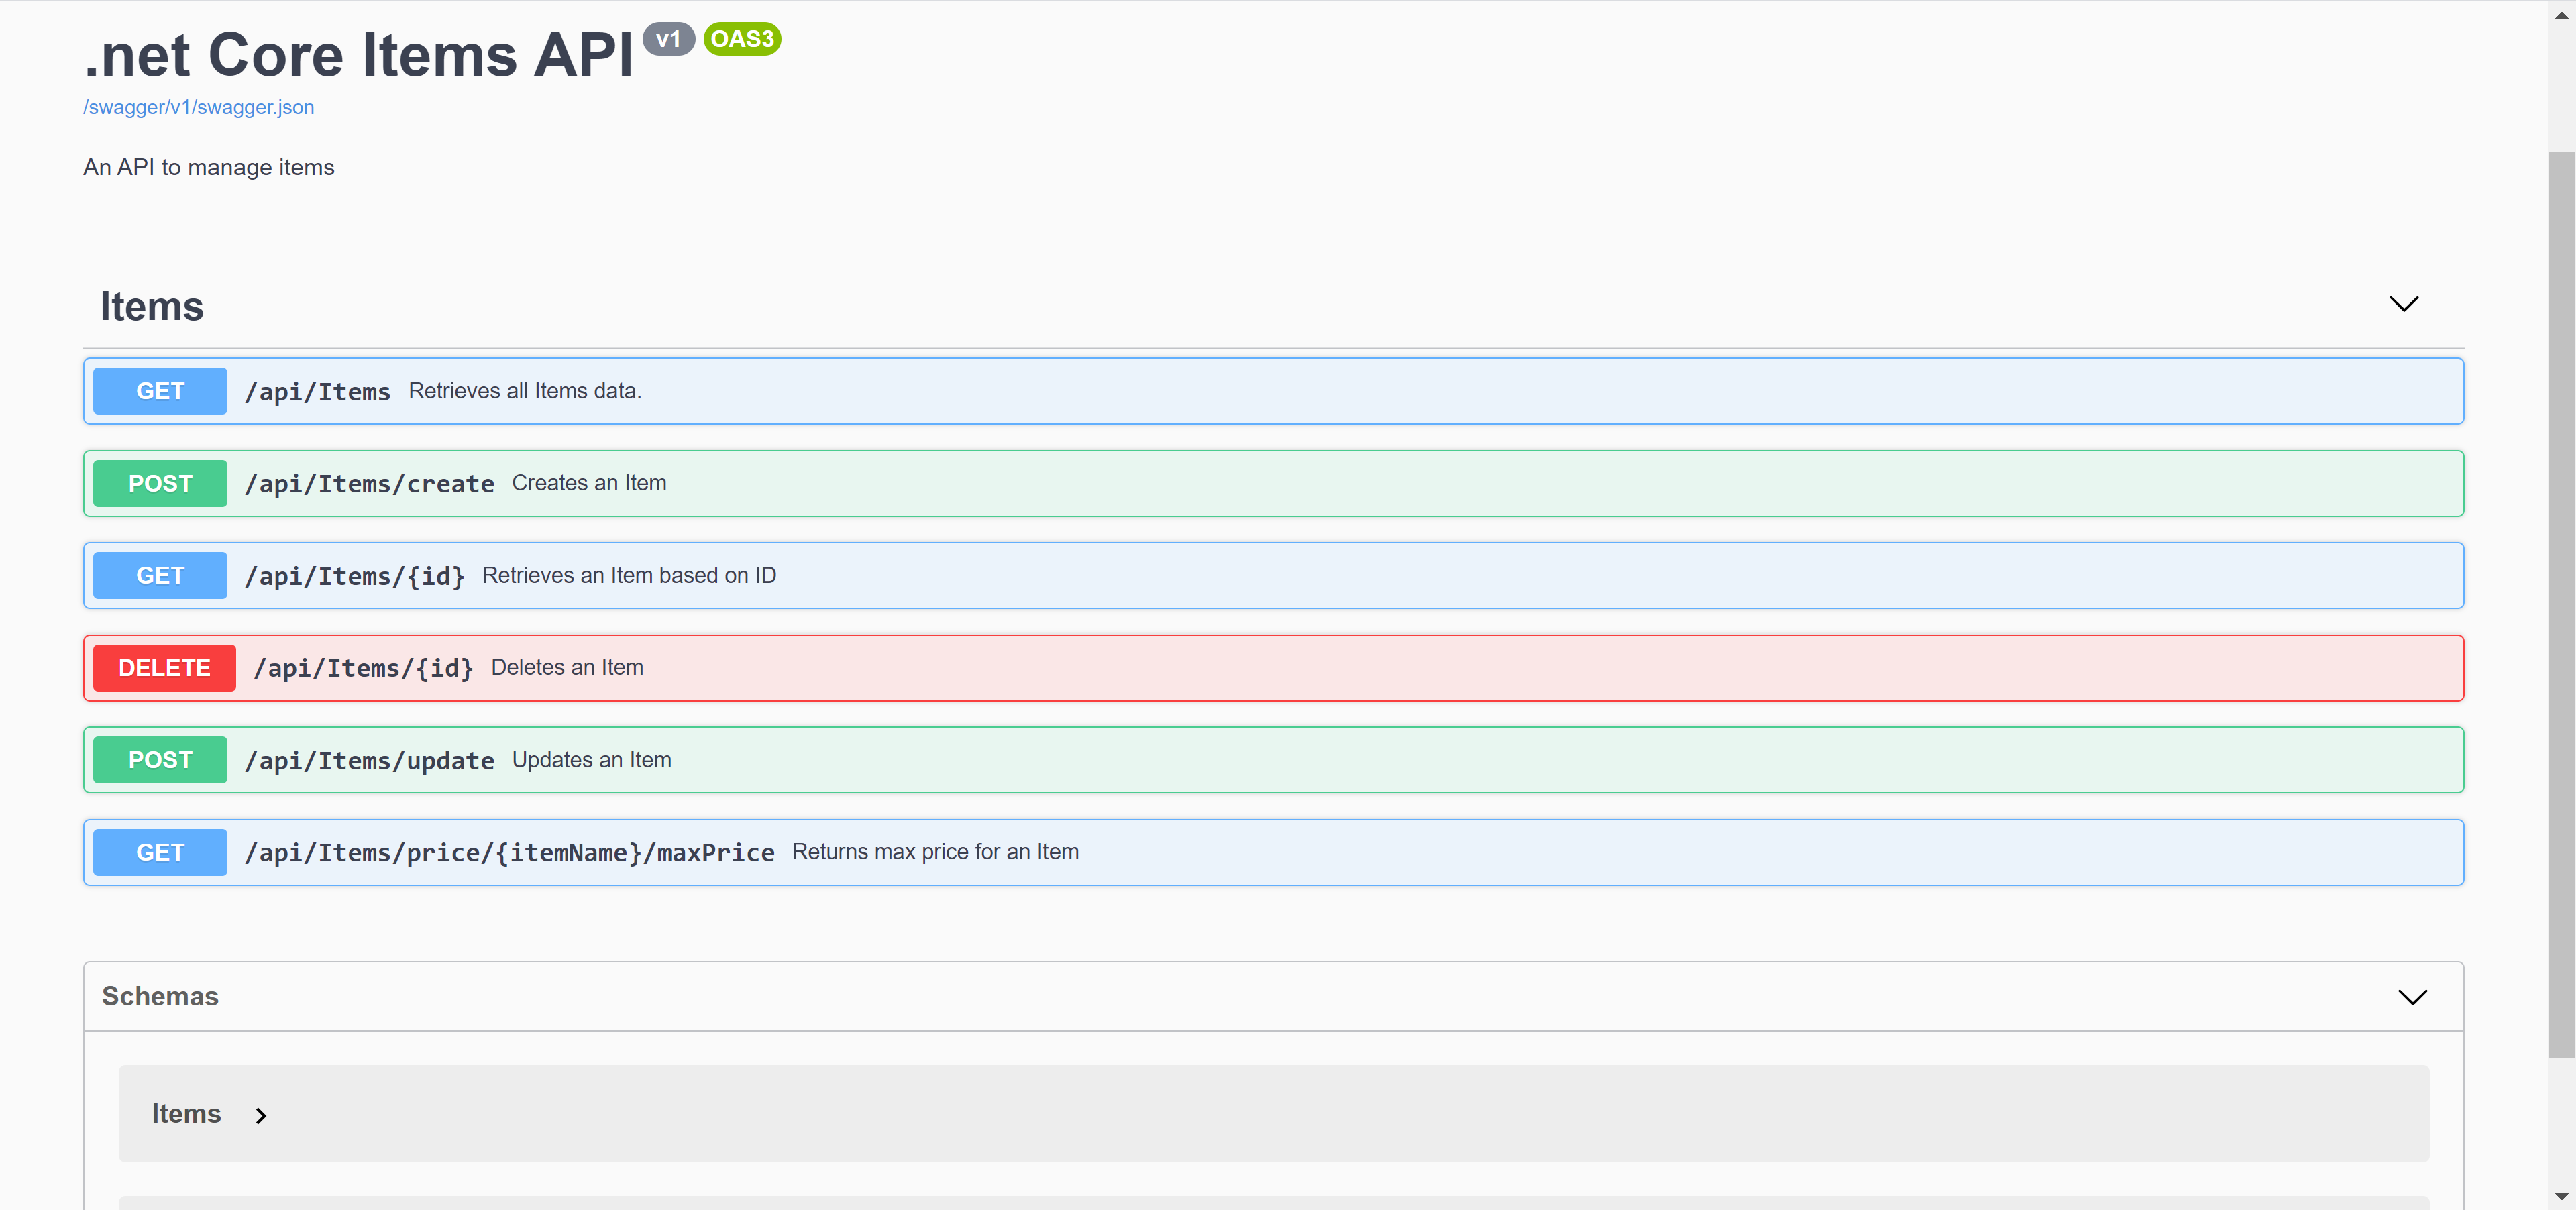 .net Core Items API v1 OAS3
/swagger/v1/swagger.json
An API to manage items
Items
GET /api/Items Retrieves all Items data.
POST /api/Items/create Creates an Item
GET /api/Items/{id} Retrieves an Item based on ID
DELETE /api/Items/{id} Deletes an Item
POST /api/Items/update Updates an Item
GET /api/Items/price/{itemName}/maxPrice Returns max price for an Item
Schemas
Items